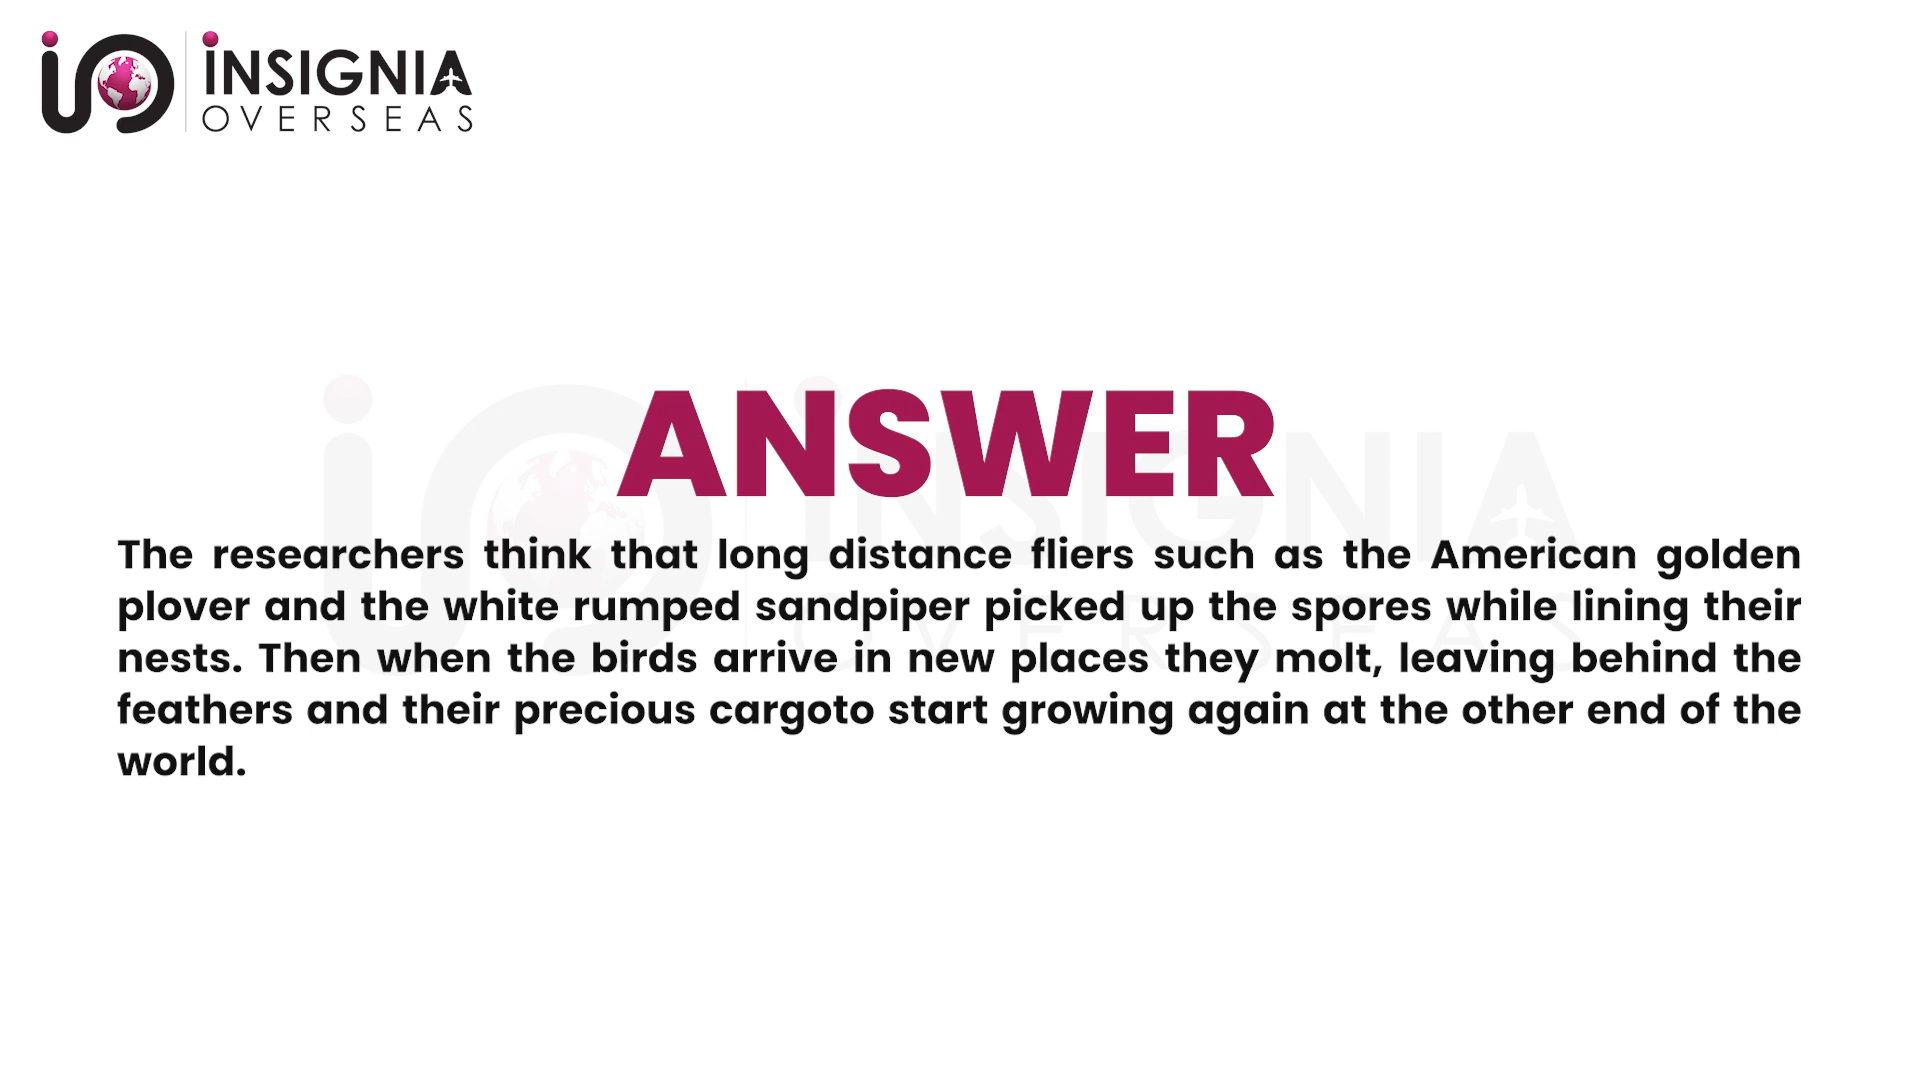 INSIGNIA
OVERSEAS
ANSWER
The researchers think that long distance fliers such as the American golden
plover and the white rumped sandpiper picked up the spores while lining their
nests. Then when the birds arrive in new places they molt, leaving behind the
feathers and their precious cargoto start growing again at the other end of the
world.
INSIGNIA
OVERSEAS